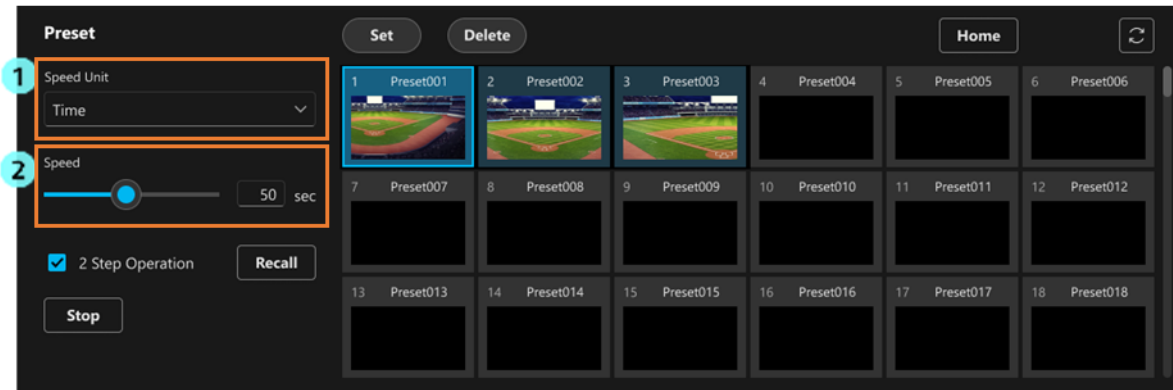 Preset
Set
Delete
Home
1
Speed Unit
Time
2
Speed
50 sec
2 Step Operation
Recall
Stop
1 Preset001
2 Preset002
3 Preset003
4 Preset004
5 Preset005
6 Preset006
7 Preset007
8 Preset008
9 Preset009
10 Preset010
11 Preset011
12 Preset012
13 Preset013
14 Preset014
15 Preset015
16 Preset016
17 Preset017
18 Preset018